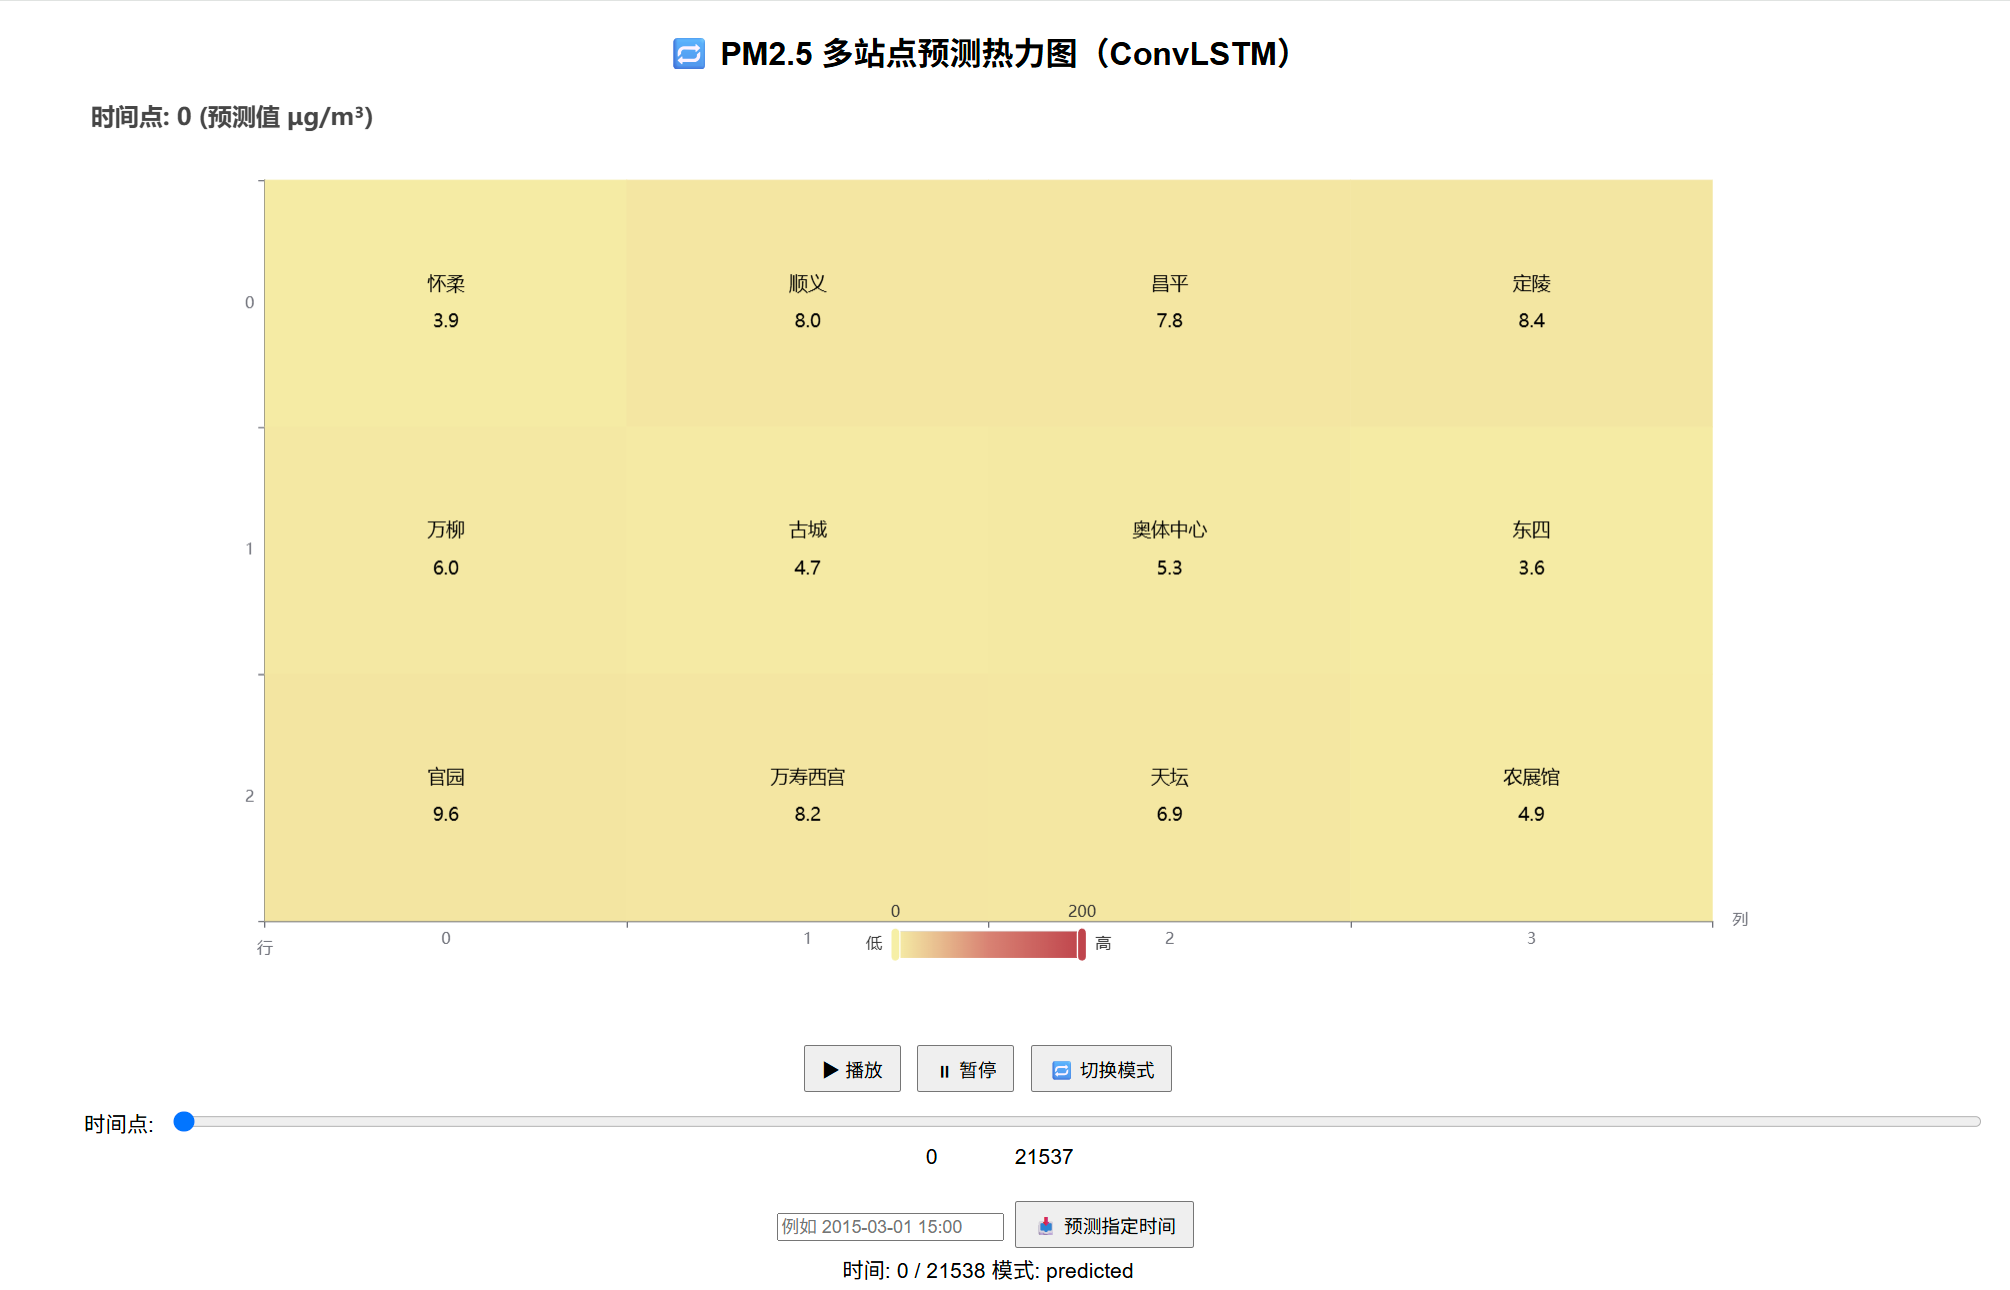 🔁 PM2.5 多站点预测热力图（ConvLSTM）
时间点: 0 (预测值 μg/m³)
0
怀柔
3.9
顺义
8.0
昌平
7.8
定陵
8.4
1
万柳
6.0
古城
4.7
奥体中心
5.3
东四
3.6
2
官园
9.6
万寿西宫
8.2
天坛
6.9
农展馆
4.9
0 200
低 高
行 0 1 2 3 列
▶ 播放
⏸ 暂停
🔁 切换模式
时间点:
0 21537
例如 2015-03-01 15:00
📥 预测指定时间
时间: 0 / 21538 模式: predicted